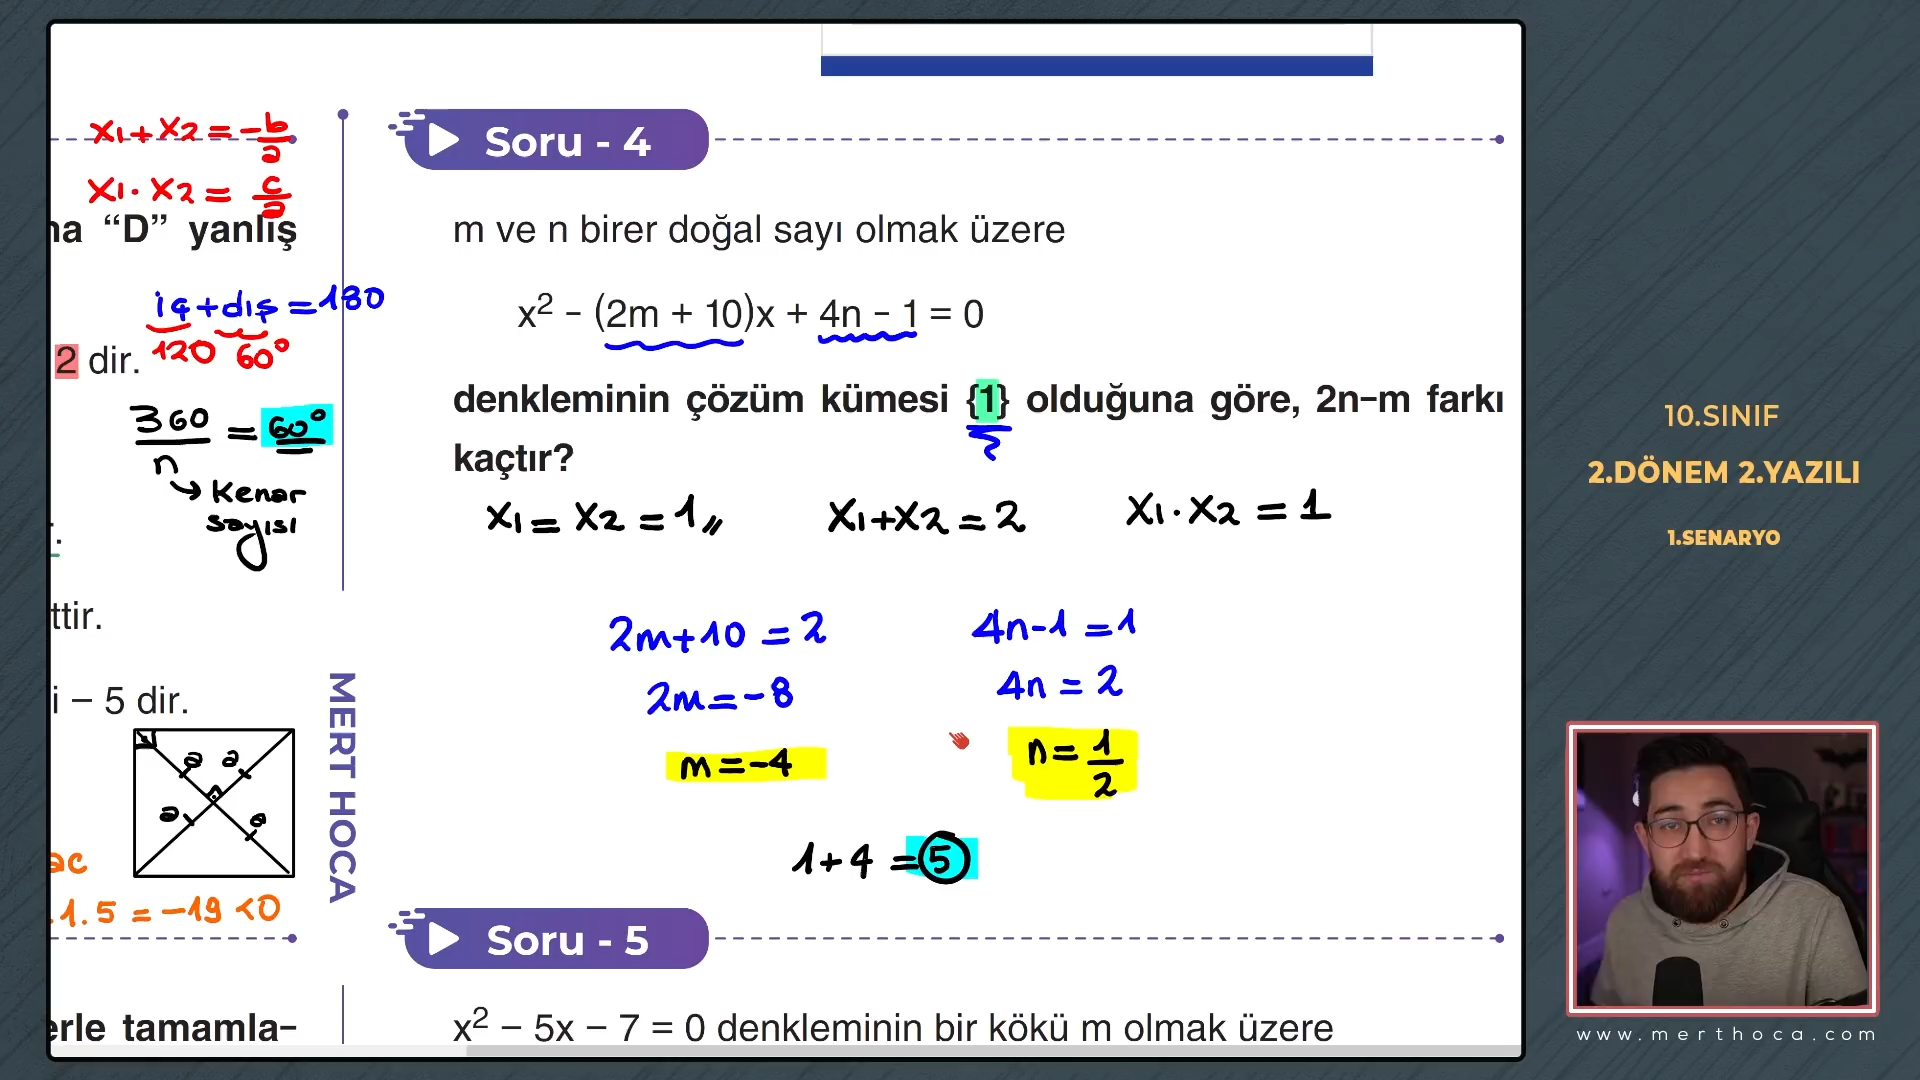 x₁+x₂=-b/a
x₁.x₂=c/a
na “D” yanlış
iç+dış=180
120 60°
2 dir.
360/n = 60°
Kenar
sayısı
ttir.
i – 5 dir.
a a
a a
ac
.1.5=-19<0
erle tamamla-
MERT HOCA
Soru - 4
m ve n birer doğal sayı olmak üzere
x² - (2m + 10)x + 4n - 1 = 0
denkleminin çözüm kümesi {1} olduğuna göre, 2n-m farkı
kaçtır?
x₁=x₂=1 x₁+x₂=2 x₁.x₂=1
2m+10=2 4n-1=1
2m=-8 4n=2
m=-4 n=1/2
1+4=5
Soru - 5
x² – 5x – 7 = 0 denkleminin bir kökü m olmak üzere
10.SINIF
2.DÖNEM 2.YAZILI
1.SENARYO
www.merthoca.com